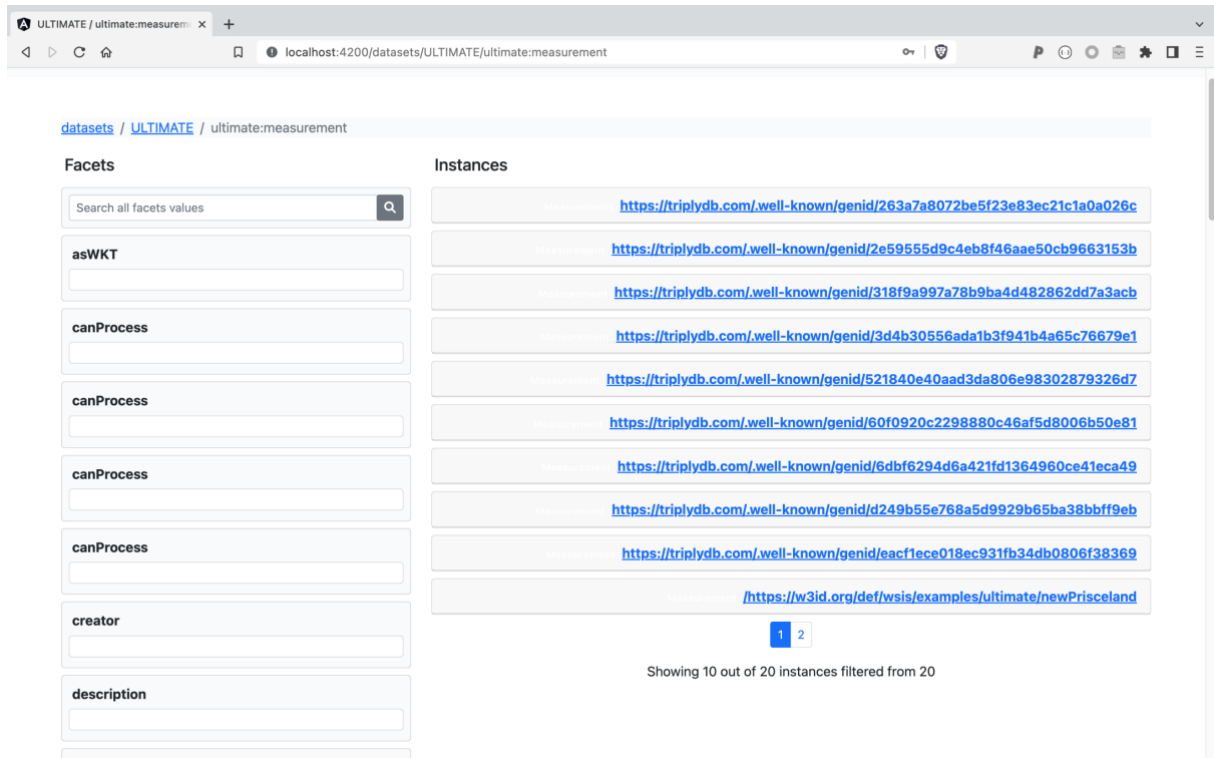 ULTIMATE / ultimate:measurem
localhost:4200/datasets/ULTIMATE/ultimate:measurement
datasets / ULTIMATE / ultimate:measurement
Facets
Search all facets values
asWKT
canProcess
canProcess
canProcess
canProcess
creator
description
Instances
https://triplydb.com/.well-known/genid/263a7a8072be5f23e83ec21c1a0a026c
https://triplydb.com/.well-known/genid/2e59555d9c4eb8f46aae50cb9663153b
https://triplydb.com/.well-known/genid/318f9a997a78b9ba4d482862dd7a3acb
https://triplydb.com/.well-known/genid/3d4b30556ada1b3f941b4a65c76679e1
https://triplydb.com/.well-known/genid/521840e40aad3da806e98302879326d7
https://triplydb.com/.well-known/genid/60f0920c2298880c46af5d8006b50e81
https://triplydb.com/.well-known/genid/6dbf6294d6a421fd1364960ce41eca49
https://triplydb.com/.well-known/genid/d249b55e768a5d9929b65ba38bbff9eb
https://triplydb.com/.well-known/genid/eacf1ece018ec931fb34db0806f38369
/https://w3id.org/def/wsis/examples/ultimate/newPrisceland
1 2
Showing 10 out of 20 instances filtered from 20